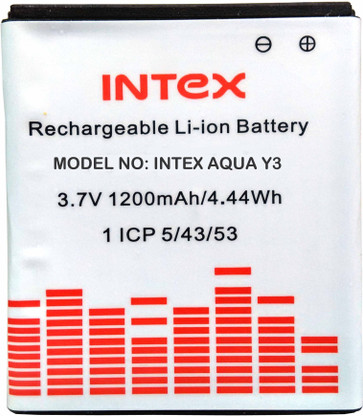 ⊖ ⊕
INTEX
Rechargeable Li-ion Battery
MODEL NO: INTEX AQUA Y3
3.7V 1200mAh/4.44Wh
1 ICP 5/43/53